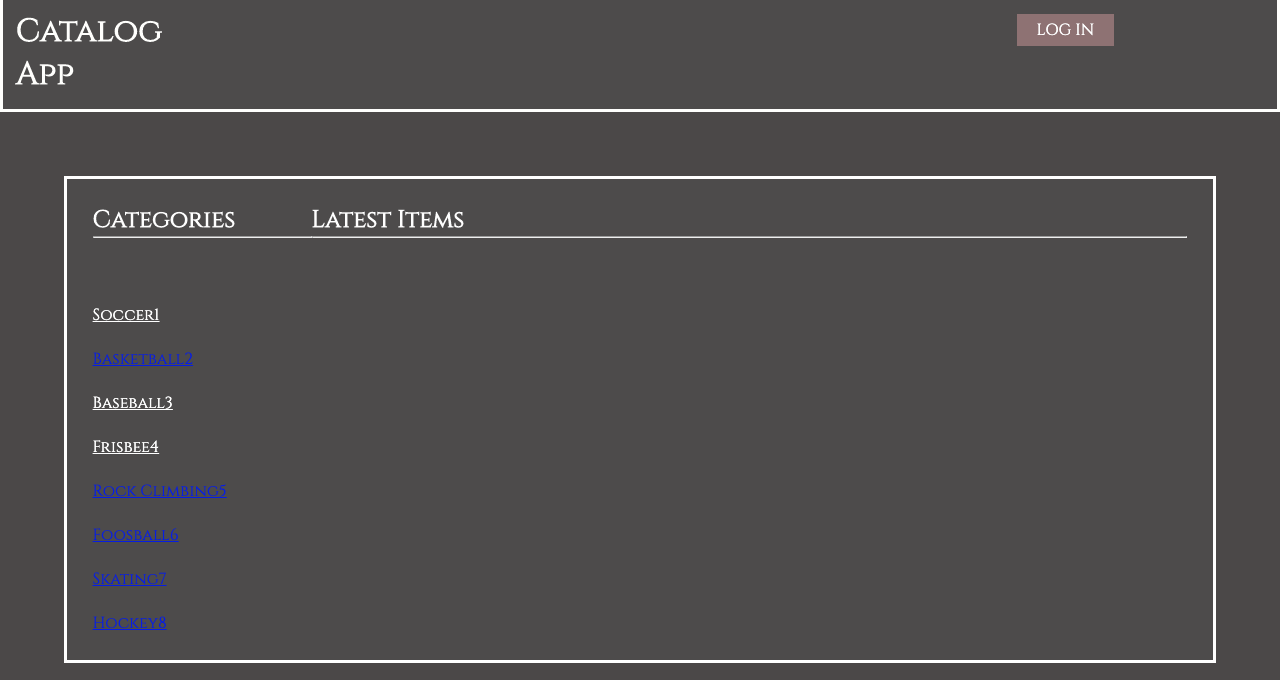 Catalog
App
LOG IN
Categories
Latest Items
Soccer1
Basketball2
Baseball3
Frisbee4
Rock Climbing5
Foosball6
Skating7
Hockey8